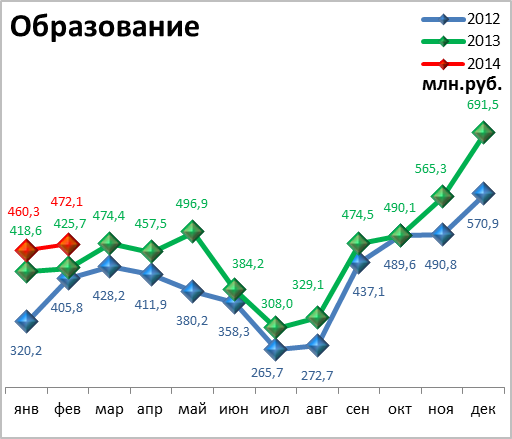 Образование
2012
2013
2014
млн.руб.
691,5
565,3
460,3 472,1 496,9
418,6 425,7 474,4 457,5 474,5 490,1
384,2
308,0 329,1
570,9
489,6 490,8
405,8 428,2 411,9 437,1
320,2 380,2 358,3
265,7 272,7
янв фев мар апр май июн июл авг сен окт ноя дек